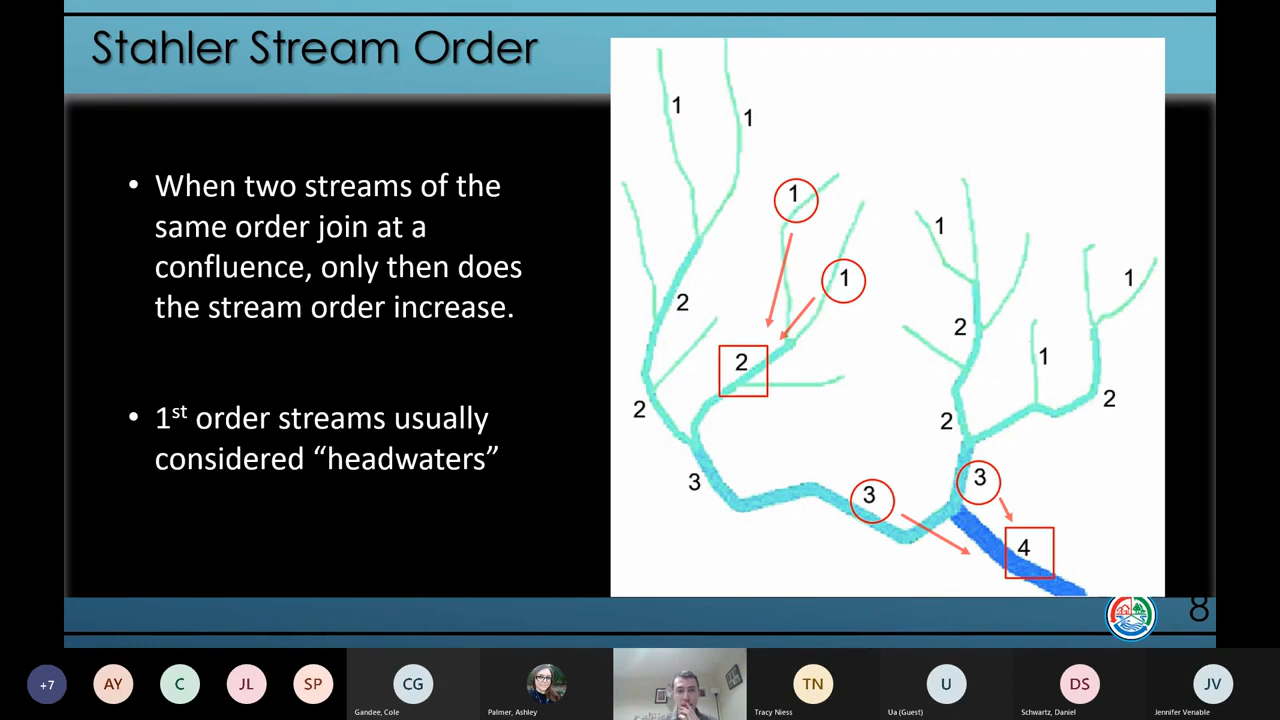 Stahler Stream Order
• When two streams of the
same order join at a
confluence, only then does
the stream order increase.
• 1st order streams usually
considered “headwaters”
1
1
1
1
1
1
2
2
1
2
2
2
2
3
3
3
4
8
+7
AY
C
JL
SP
CG
Gandee, Cole
Palmer, Ashley
TN
Tracy Niess
U
Ua (Guest)
DS
Schwartz, Daniel
JV
Jennifer Venable